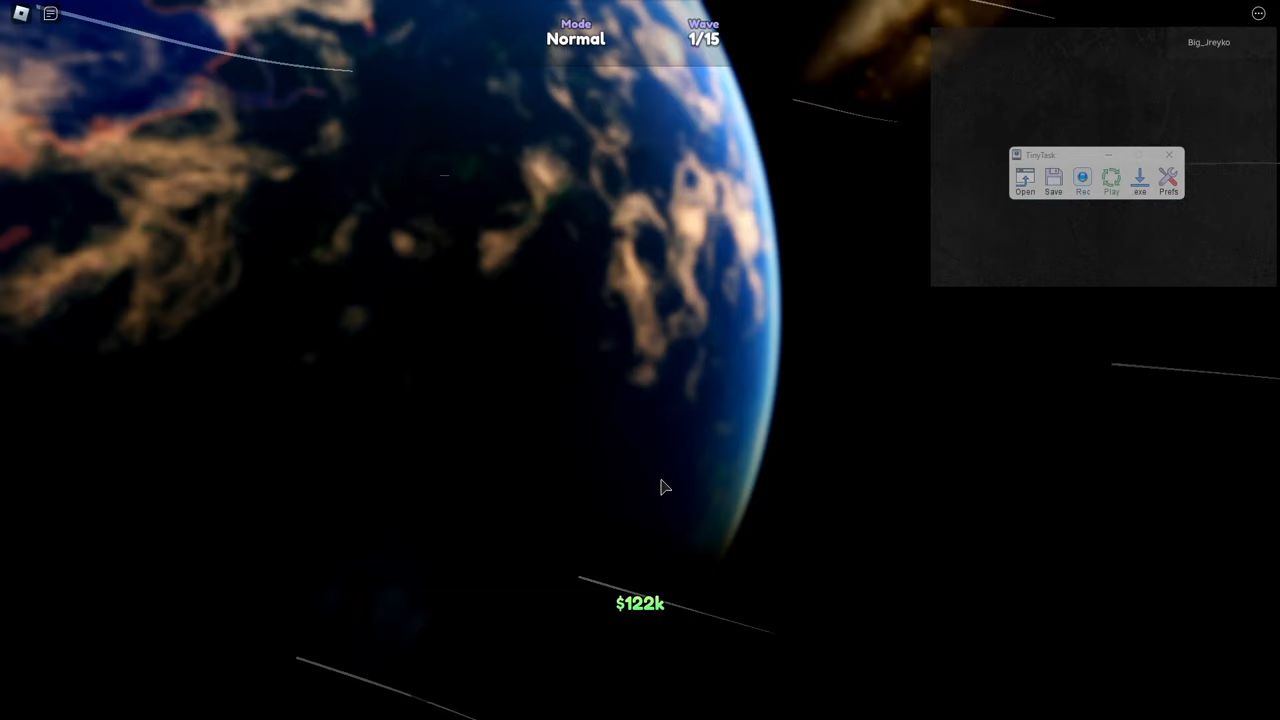 Mode
Normal
Wave
1/15
Big_Jreyko
TinyTask
Open
Save
Rec
Play
.exe
Prefs
$122k